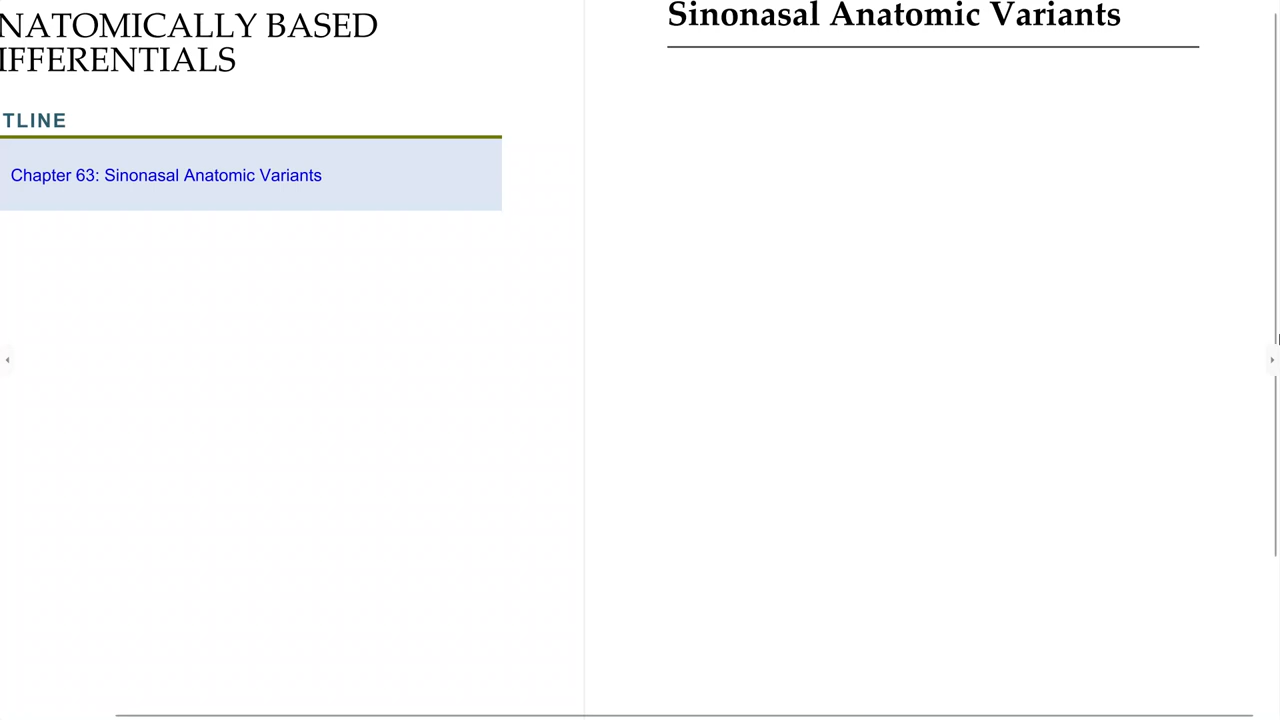 NATOMICALLY BASED
IFFERENTIALS
TLINE
Chapter 63: Sinonasal Anatomic Variants
Sinonasal Anatomic Variants